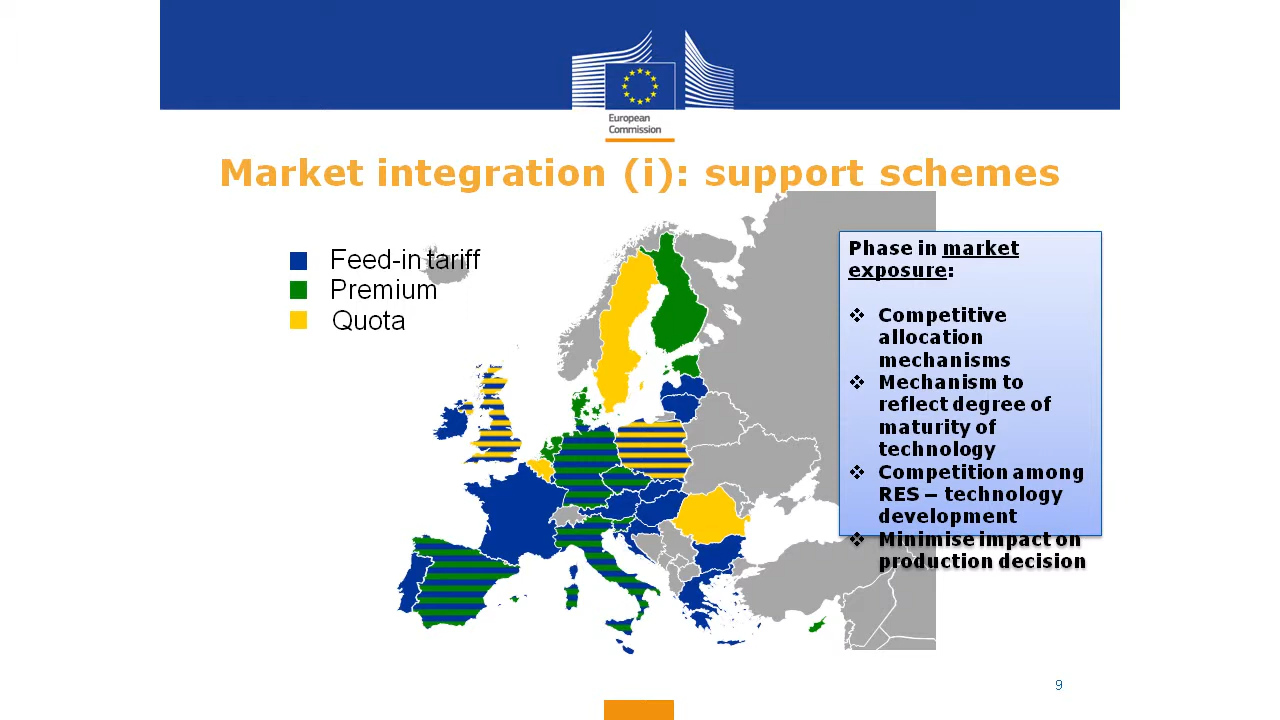 European
Commission
Market integration (i): support schemes
Feed-in tariff
Premium
Quota
Phase in market
exposure:
❖ Competitive
allocation
mechanisms
❖ Mechanism to
reflect degree of
maturity of
technology
❖ Competition among
RES – technology
development
❖ Minimise impact on
production decision
9